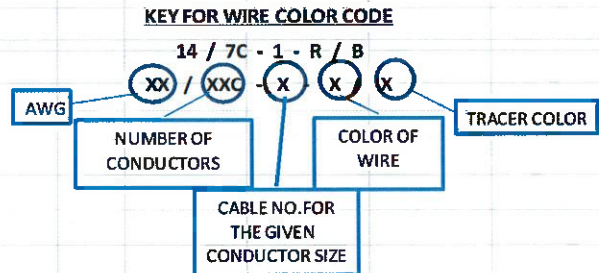 KEY FOR WIRE COLOR CODE
14 / 7C - 1 - R / B
XX / XXC - X - X / X
AWG
TRACER COLOR
NUMBER OF
CONDUCTORS
COLOR OF
WIRE
CABLE NO.FOR
THE GIVEN
CONDUCTOR SIZE